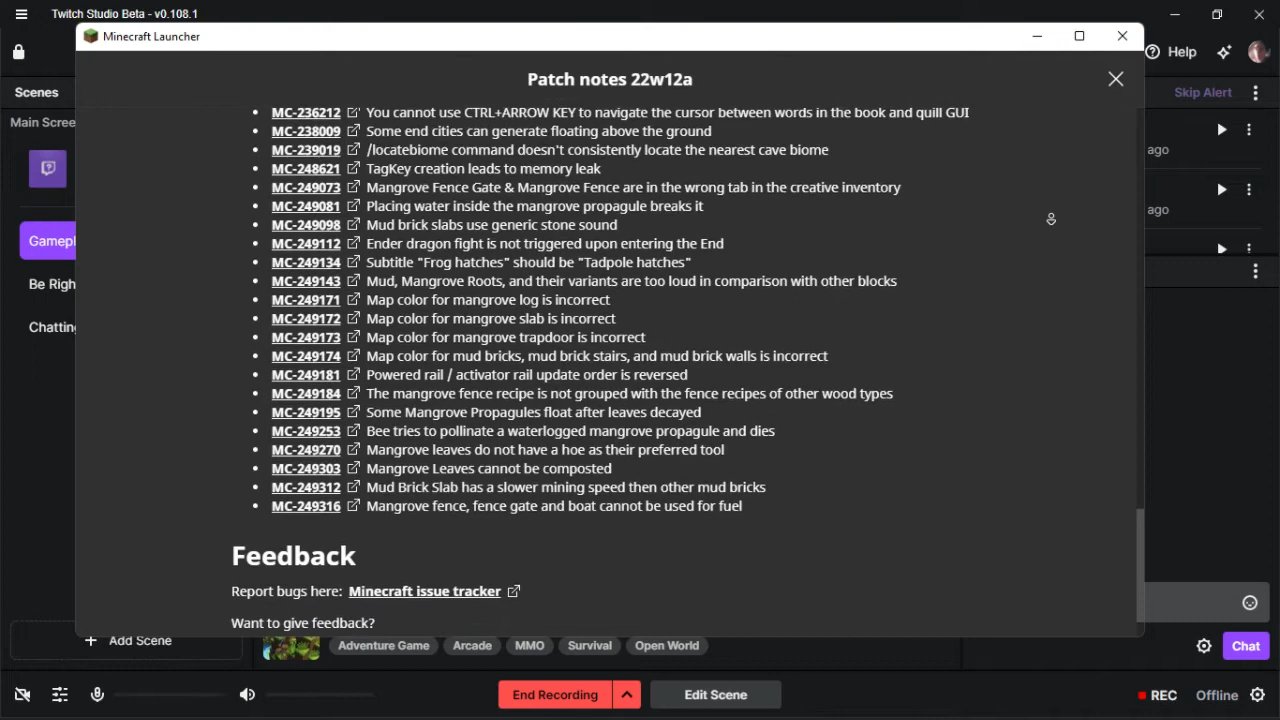 Twitch Studio Beta - v0.108.1
Minecraft Launcher
Help
Patch notes 22w12a
Scenes
Skip Alert
Main Scree
MC-236212 You cannot use CTRL+ARROW KEY to navigate the cursor between words in the book and quill GUI
MC-238009 Some end cities can generate floating above the ground
MC-239019 /locatebiome command doesn't consistently locate the nearest cave biome
ago
MC-248621 TagKey creation leads to memory leak
MC-249073 Mangrove Fence Gate & Mangrove Fence are in the wrong tab in the creative inventory
MC-249081 Placing water inside the mangrove propagule breaks it
ago
MC-249098 Mud brick slabs use generic stone sound
Gamepl
MC-249112 Ender dragon fight is not triggered upon entering the End
MC-249134 Subtitle "Frog hatches" should be "Tadpole hatches"
Be Righ
MC-249143 Mud, Mangrove Roots, and their variants are too loud in comparison with other blocks
MC-249171 Map color for mangrove log is incorrect
MC-249172 Map color for mangrove slab is incorrect
Chatting
MC-249173 Map color for mangrove trapdoor is incorrect
MC-249174 Map color for mud bricks, mud brick stairs, and mud brick walls is incorrect
MC-249181 Powered rail / activator rail update order is reversed
MC-249184 The mangrove fence recipe is not grouped with the fence recipes of other wood types
MC-249195 Some Mangrove Propagules float after leaves decayed
MC-249253 Bee tries to pollinate a waterlogged mangrove propagule and dies
MC-249270 Mangrove leaves do not have a hoe as their preferred tool
MC-249303 Mangrove Leaves cannot be composted
MC-249312 Mud Brick Slab has a slower mining speed then other mud bricks
MC-249316 Mangrove fence, fence gate and boat cannot be used for fuel
Feedback
Report bugs here: Minecraft issue tracker
Want to give feedback?
Add Scene
Adventure Game Arcade MMO Survival Open World
Chat
End Recording
Edit Scene
REC Offline